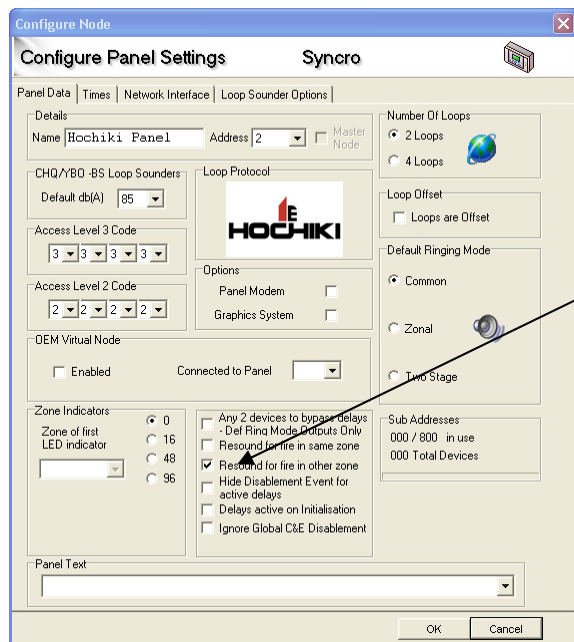 Configure Node
Configure Panel Settings Syncro
Panel Data Times Network Interface Loop Sounder Options
Details
Name Hochiki Panel Address 2 Master Node
Number Of Loops
2 Loops
4 Loops
CHQ/YBO -BS Loop Sounders
Default db(A) 85
Loop Protocol
HOCHIKI
Loop Offset
Loops are Offset
Access Level 3 Code
3 3 3 3
Access Level 2 Code
2 2 2 2
Options
Panel Modem
Graphics System
Default Ringing Mode
Common
Zonal
Two Stage
OEM Virtual Node
Enabled Connected to Panel
Zone Indicators
Zone of first
LED indicator
0
16
48
96
Any 2 devices to bypass delays
- Def Ring Mode Outputs Only
Resound for fire in same zone
Resound for fire in other zone
Hide Disablement Event for
active delays
Delays active on Initialisation
Ignore Global C&E Disablement
Sub Addresses
000 / 800 in use
000 Total Devices
Panel Text
OK Cancel